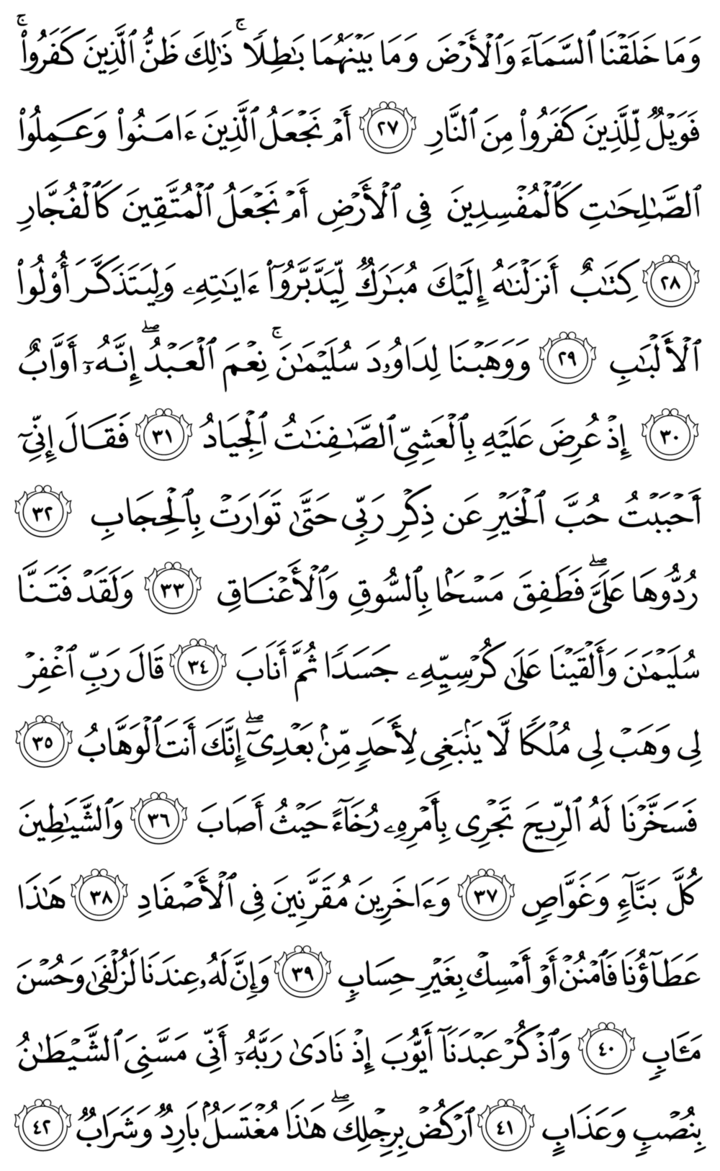 وَمَا خَلَقْنَا ٱلسَّمَآءَ وَٱلْأَرْضَ وَمَا بَيْنَهُمَا بَـٰطِلًا ۚ ذَٰلِكَ ظَنُّ ٱلَّذِينَ كَفَرُوا۟ ۚ
فَوَيْلٌ لِّلَّذِينَ كَفَرُوا۟ مِنَ ٱلنَّارِ ٢٧ أَمْ نَجْعَلُ ٱلَّذِينَ ءَامَنُوا۟ وَعَمِلُوا۟
ٱلصَّـٰلِحَـٰتِ كَٱلْمُفْسِدِينَ فِى ٱلْأَرْضِ أَمْ نَجْعَلُ ٱلْمُتَّقِينَ كَٱلْفُجَّارِ
٢٨ كِتَـٰبٌ أَنزَلْنَـٰهُ إِلَيْكَ مُبَـٰرَكٌ لِّيَدَّبَّرُوٓا۟ ءَايَـٰتِهِۦ وَلِيَتَذَكَّرَ أُو۟لُوا۟
ٱلْأَلْبَـٰبِ ٢٩ وَوَهَبْنَا لِدَاوُۥدَ سُلَيْمَـٰنَ ۚ نِعْمَ ٱلْعَبْدُ ۖ إِنَّهُۥٓ أَوَّابٌ
٣٠ إِذْ عُرِضَ عَلَيْهِ بِٱلْعَشِىِّ ٱلصَّـٰفِنَـٰتُ ٱلْجِيَادُ ٣١ فَقَالَ إِنِّىٓ
أَحْبَبْتُ حُبَّ ٱلْخَيْرِ عَن ذِكْرِ رَبِّى حَتَّىٰ تَوَارَتْ بِٱلْحِجَابِ ٣٢
رُدُّوهَا عَلَىَّ ۖ فَطَفِقَ مَسْحًۢا بِٱلسُّوقِ وَٱلْأَعْنَاقِ ٣٣ وَلَقَدْ فَتَنَّا
سُلَيْمَـٰنَ وَأَلْقَيْنَا عَلَىٰ كُرْسِيِّهِۦ جَسَدًا ثُمَّ أَنَابَ ٣٤ قَالَ رَبِّ ٱغْفِرْ
لِى وَهَبْ لِى مُلْكًا لَّا يَنۢبَغِى لِأَحَدٍ مِّنۢ بَعْدِىٓ ۖ إِنَّكَ أَنتَ ٱلْوَهَّابُ ٣٥
فَسَخَّرْنَا لَهُ ٱلرِّيحَ تَجْرِى بِأَمْرِهِۦ رُخَآءً حَيْثُ أَصَابَ ٣٦ وَٱلشَّيَـٰطِينَ
كُلَّ بَنَّآءٍ وَغَوَّاصٍ ٣٧ وَءَاخَرِينَ مُقَرَّنِينَ فِى ٱلْأَصْفَادِ ٣٨ هَـٰذَا
عَطَآؤُنَا فَٱمْنُنْ أَوْ أَمْسِكْ بِغَيْرِ حِسَابٍ ٣٩ وَإِنَّ لَهُۥ عِندَنَا لَزُلْفَىٰ وَحُسْنَ
مَـَٔابٍ ٤٠ وَٱذْكُرْ عَبْدَنَآ أَيُّوبَ إِذْ نَادَىٰ رَبَّهُۥٓ أَنِّى مَسَّنِىَ ٱلشَّيْطَـٰنُ
بِنُصْبٍ وَعَذَابٍ ٤١ ٱرْكُضْ بِرِجْلِكَ ۖ هَـٰذَا مُغْتَسَلٌۢ بَارِدٌ وَشَرَابٌ ٤٢